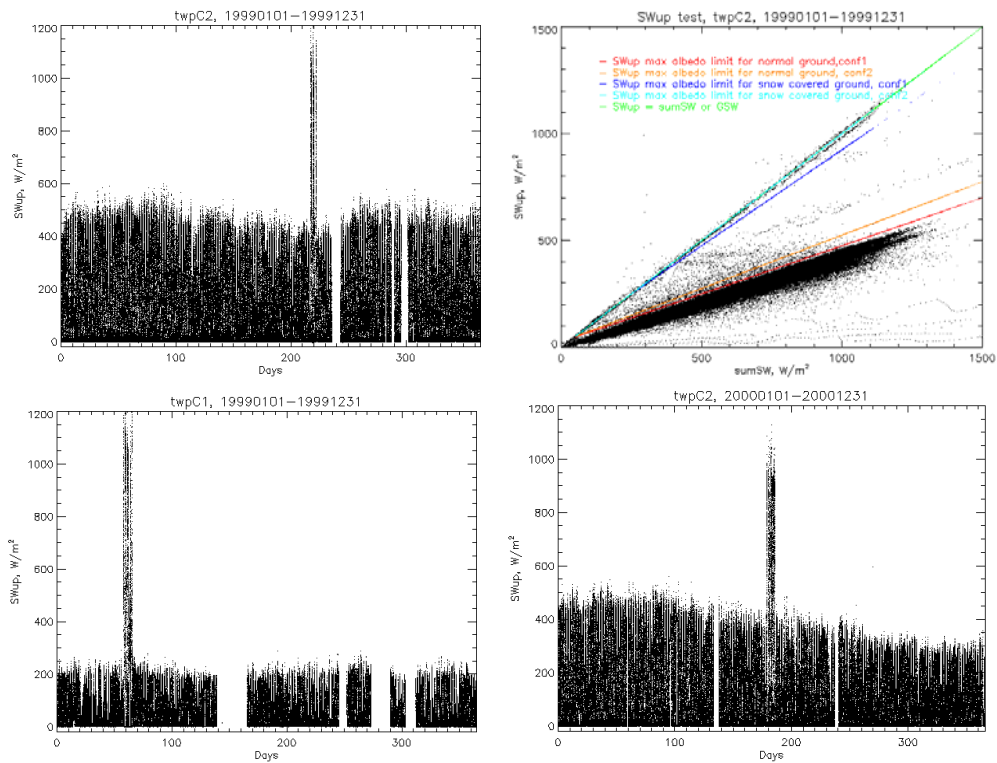 twpC2, 19990101−19991231
1200
1000
800
600
400
200
0
SWup, W/m²
0
100
200
300
Days
SWup test, twpC2, 19990101−19991231
1500
1000
500
0
SWup, W/m²
SWup max albedo limit for normal ground,conf1
SWup max albedo limit for normal ground, conf2
SWup max albedo limit for snow covered ground, conf1
SWup max albedo limit for snow covered ground, conf2
SWup = sumSW or GSW
0
500
1000
1500
sumSW, W/m²
twpC1, 19990101−19991231
1200
1000
800
600
400
200
0
SWup, W/m²
0
100
200
300
Days
twpC2, 20000101−20001231
1200
1000
800
600
400
200
0
SWup, W/m²
0
100
200
300
Days